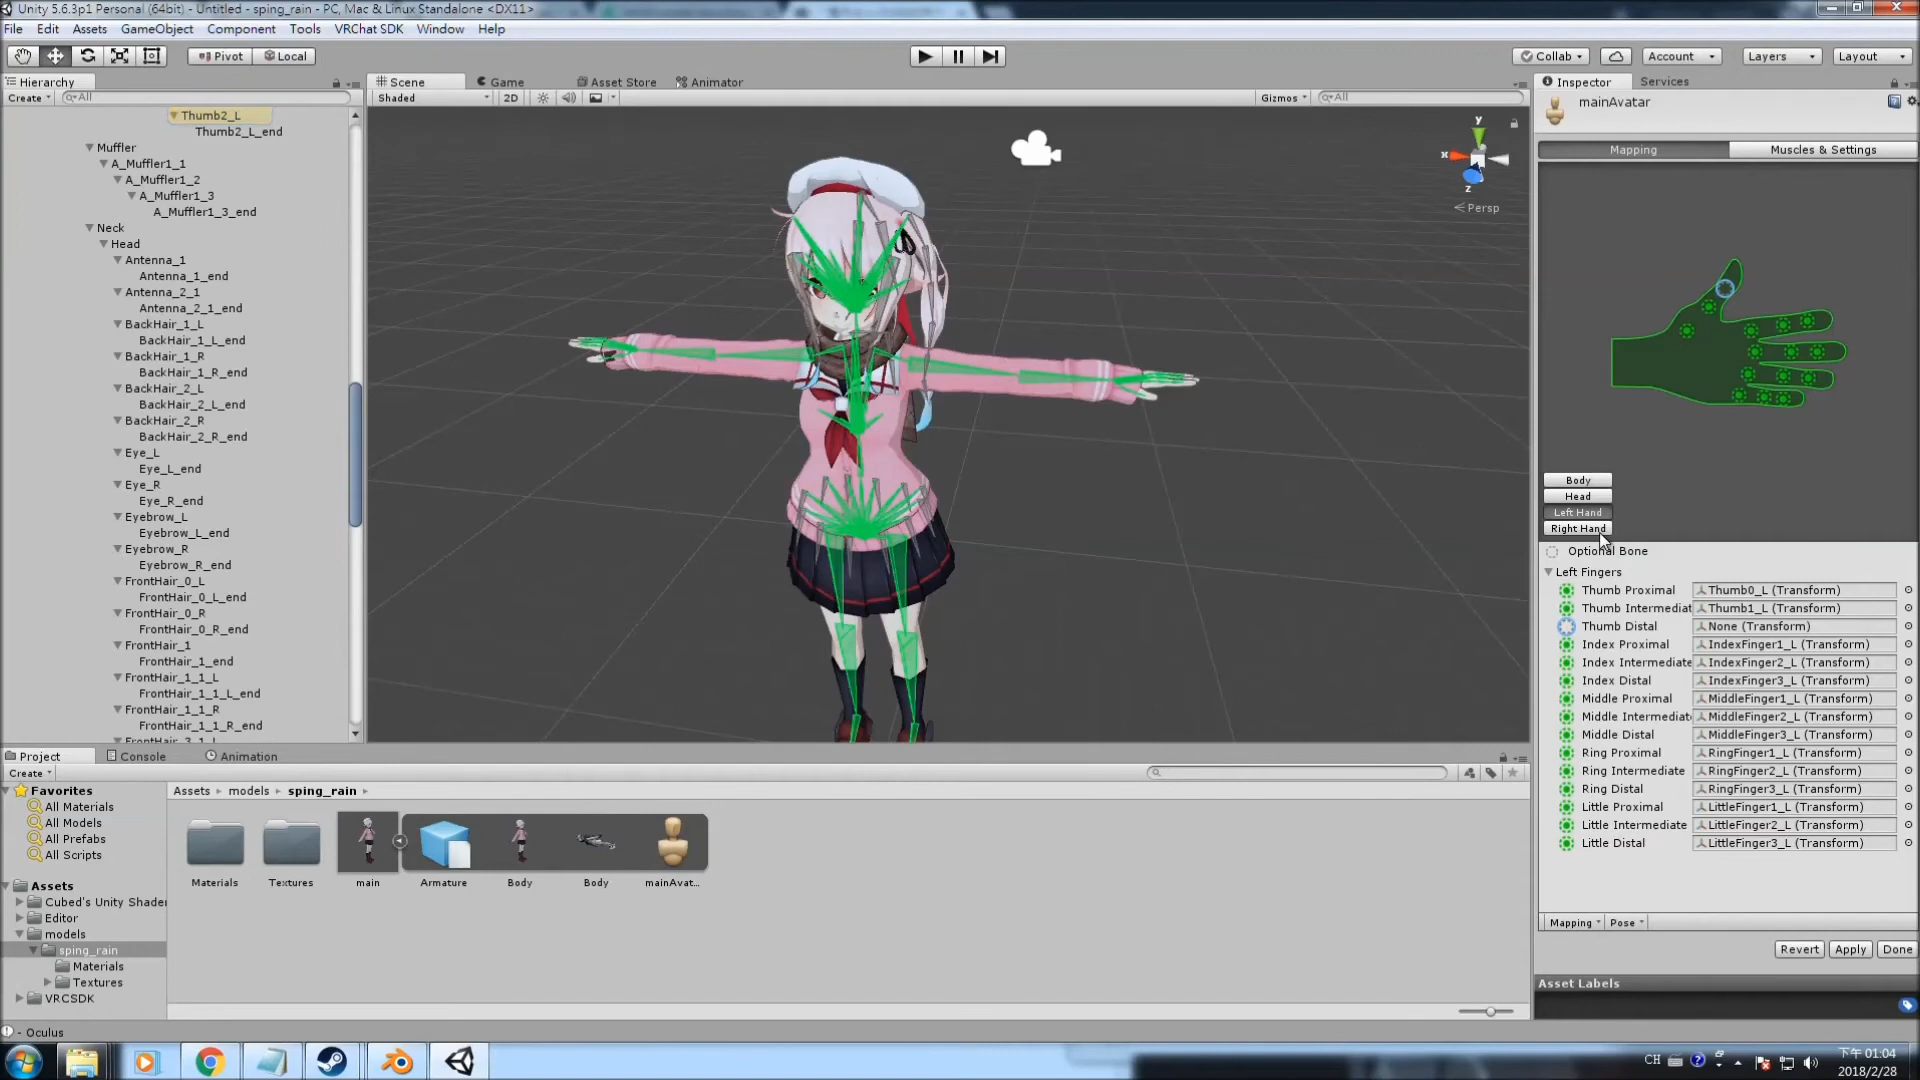 Unity 5.6.3p1 Personal (64bit) - Untitled - sping_rain - PC, Mac & Linux Standalone <DX11>
File Edit Assets GameObject Component Tools VRChat SDK Window Help
Pivot Local Collab Account Layers Layout
Hierarchy
Create All
Thumb2_L
Thumb2_L_end
Muffler
A_Muffler1_1
A_Muffler1_2
A_Muffler1_3
A_Muffler1_3_end
Neck
Head
Antenna_1
Antenna_1_end
Antenna_2_1
Antenna_2_1_end
BackHair_1_L
BackHair_1_L_end
BackHair_1_R
BackHair_1_R_end
BackHair_2_L
BackHair_2_L_end
BackHair_2_R
BackHair_2_R_end
Eye_L
Eye_L_end
Eye_R
Eye_R_end
Eyebrow_L
Eyebrow_L_end
Eyebrow_R
Eyebrow_R_end
FrontHair_0_L
FrontHair_0_L_end
FrontHair_0_R
FrontHair_0_R_end
FrontHair_1
FrontHair_1_end
FrontHair_1_1_L
FrontHair_1_1_L_end
FrontHair_1_1_R
FrontHair_1_1_R_end
Scene Game Asset Store Animator
Shaded 2D Gizmos All
y
x
z
Persp
Inspector Services
mainAvatar
Mapping Muscles & Settings
Body
Head
Left Hand
Right Hand
Optional Bone
Left Fingers
Thumb Proximal Thumb0_L (Transform)
Thumb Intermediat Thumb1_L (Transform)
Thumb Distal None (Transform)
Index Proximal IndexFinger1_L (Transform)
Index Intermediate IndexFinger2_L (Transform)
Index Distal IndexFinger3_L (Transform)
Middle Proximal MiddleFinger1_L (Transform)
Middle Intermediat MiddleFinger2_L (Transform)
Middle Distal MiddleFinger3_L (Transform)
Ring Proximal RingFinger1_L (Transform)
Ring Intermediate RingFinger2_L (Transform)
Ring Distal RingFinger3_L (Transform)
Little Proximal LittleFinger1_L (Transform)
Little Intermediate LittleFinger2_L (Transform)
Little Distal LittleFinger3_L (Transform)
Mapping Pose
Revert Apply Done
Asset Labels
Project Console Animation
Create
Favorites
All Materials
All Models
All Prefabs
All Scripts
Assets
Cubed's Unity Shader
Editor
models
sping_rain
Materials
Textures
VRCSDK
Assets models sping_rain
Materials Textures main Armature Body Body mainAvat...
- Oculus
CH
下午 01:04
2018/2/28